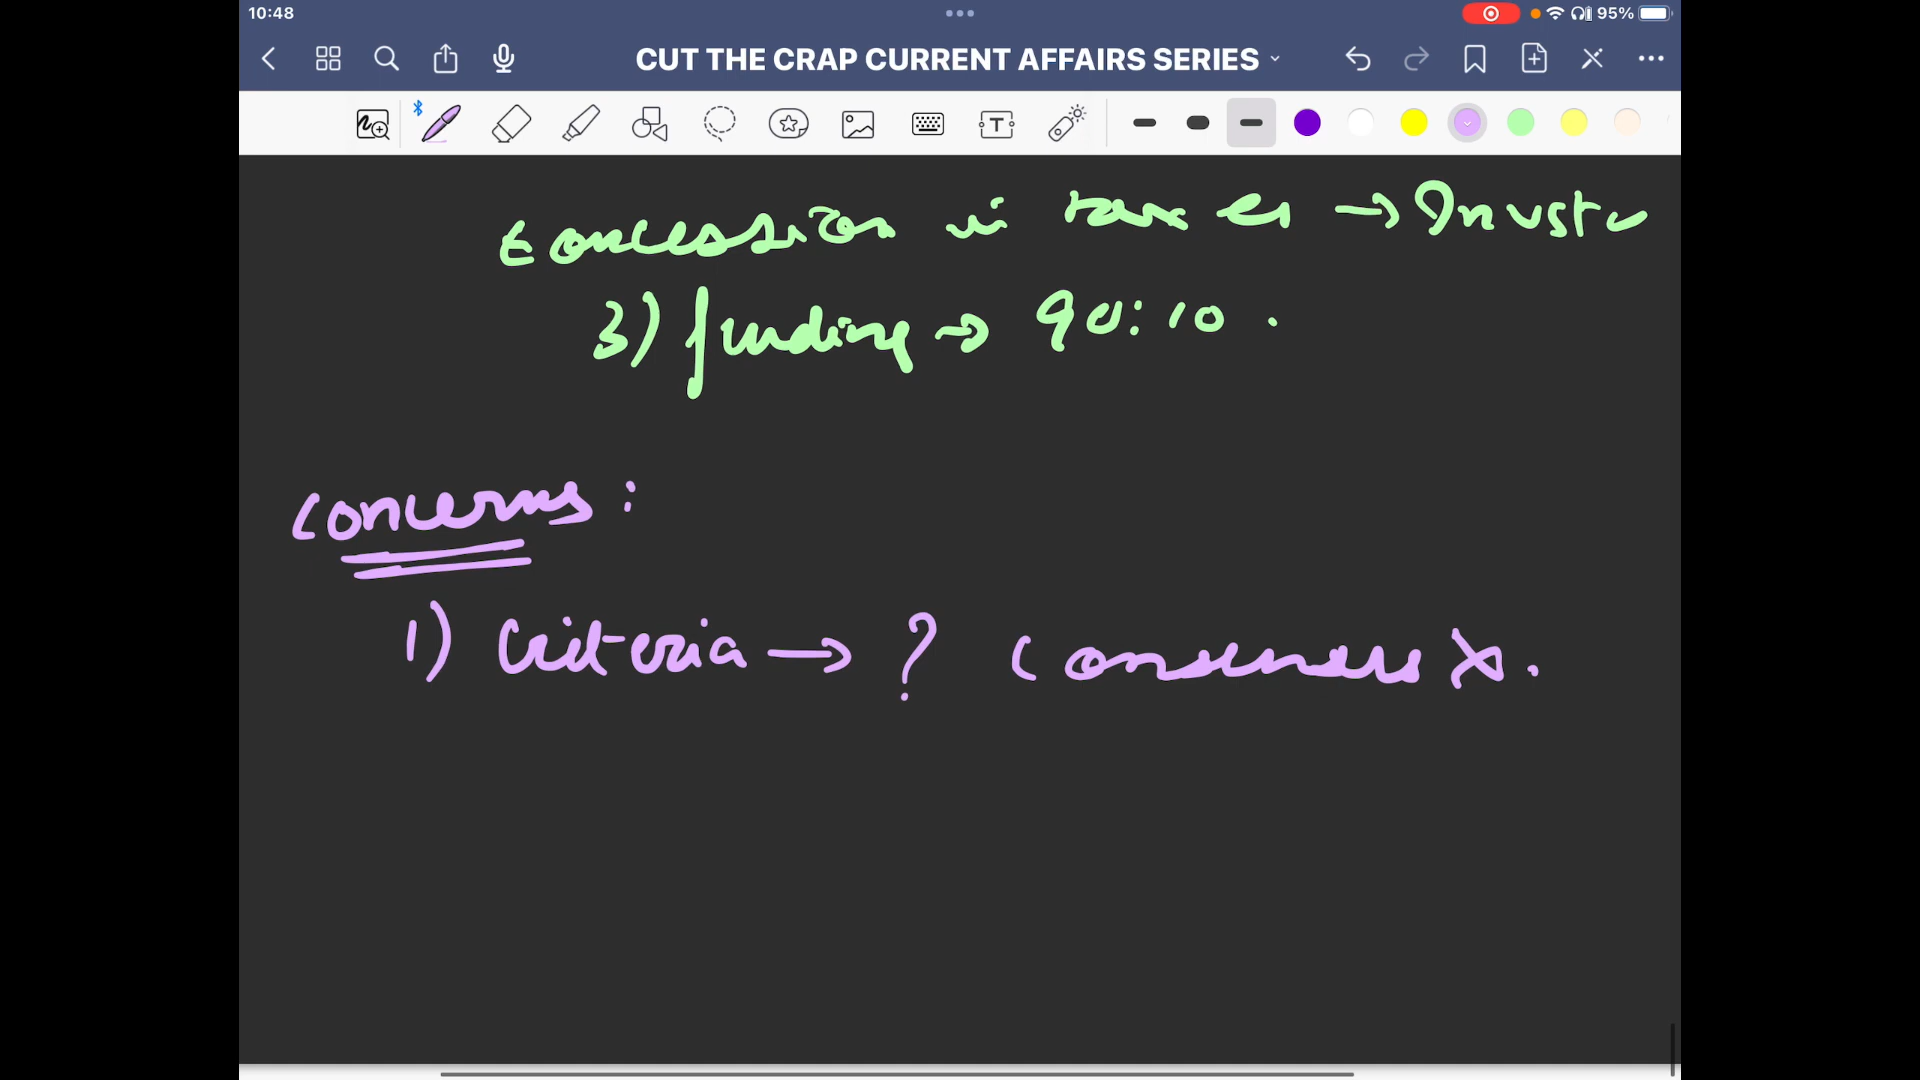 10:48
95%
CUT THE CRAP CURRENT AFFAIRS SERIES
concession in taxes →
3) funding → 90:10.
Concerns:
1) Criteria → ? Consensus X.